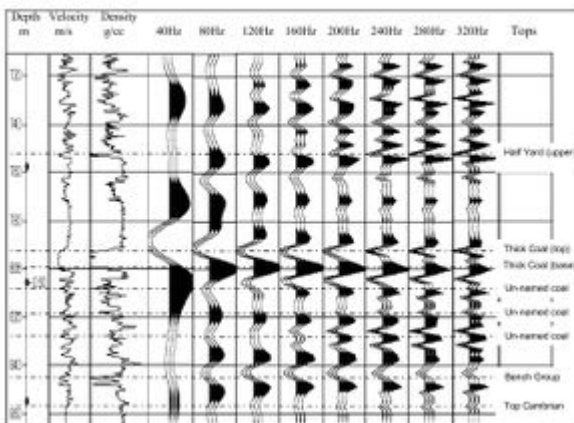 Depth Velocity Density 40Hz 80Hz 120Hz 160Hz 200Hz 240Hz 280Hz 320Hz Tops
m m/s g/cc
Half Yard (upper
Thick Coal (top)
Thick Coal (base
Un-named coal
Un-named coal
Un-named coal
Bench Group
Top Cambrian